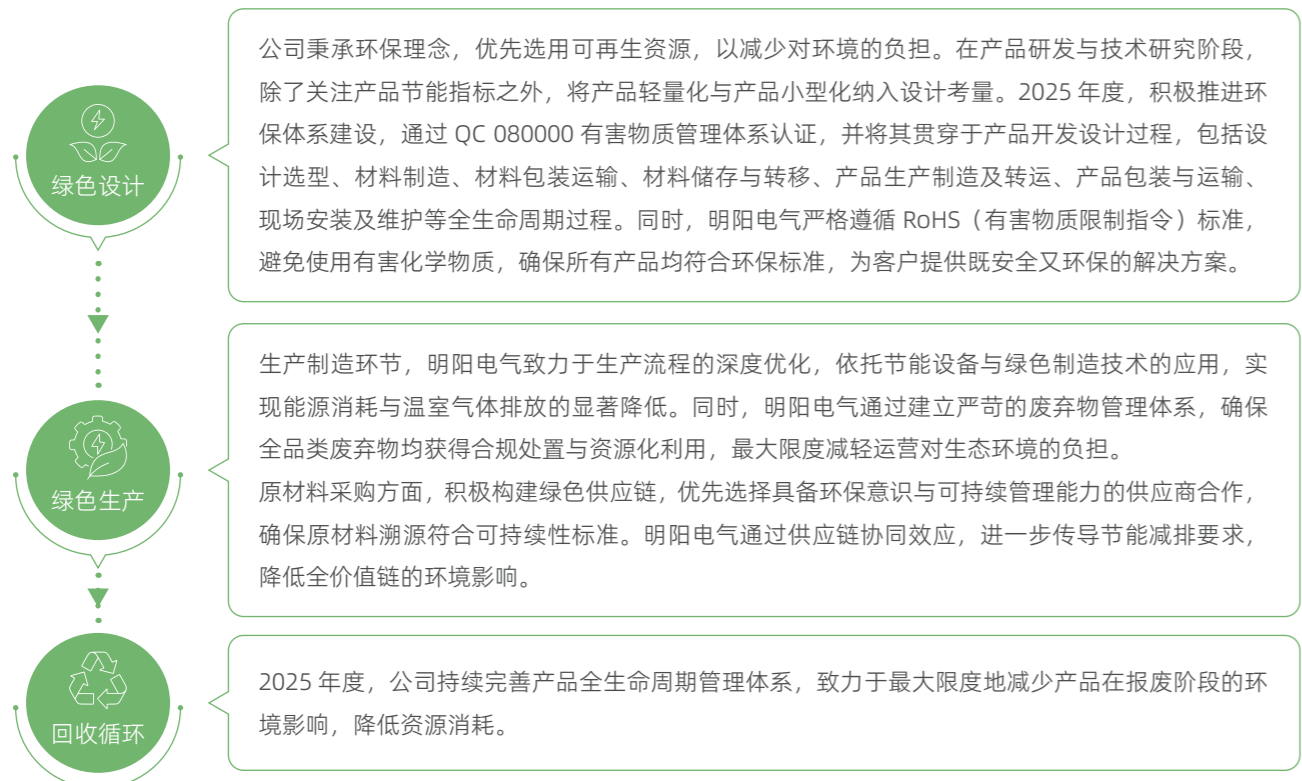 绿色设计
公司秉承环保理念，优先选用可再生资源，以减少对环境的负担。在产品研发与技术研究阶段，
除了关注产品节能指标之外，将产品轻量化与产品小型化纳入设计考量。2025 年度，积极推进环
保体系建设，通过 QC 080000 有害物质管理体系认证，并将其贯穿于产品开发设计过程，包括设
计选型、材料制造、材料包装运输、材料储存与转移、产品生产制造及转运、产品包装与运输、
现场安装及维护等全生命周期过程。同时，明阳电气严格遵循 RoHS（有害物质限制指令）标准，
避免使用有害化学物质，确保所有产品均符合环保标准，为客户提供既安全又环保的解决方案。
绿色生产
生产制造环节，明阳电气致力于生产流程的深度优化，依托节能设备与绿色制造技术的应用，实
现能源消耗与温室气体排放的显著降低。同时，明阳电气通过建立严苛的废弃物管理体系，确保
全品类废弃物均获得合规处置与资源化利用，最大限度减轻运营对生态环境的负担。
原材料采购方面，积极构建绿色供应链，优先选择具备环保意识与可持续管理能力的供应商合作，
确保原材料溯源符合可持续性标准。明阳电气通过供应链协同效应，进一步传导节能减排要求，
降低全价值链的环境影响。
回收循环
2025 年度，公司持续完善产品全生命周期管理体系，致力于最大限度地减少产品在报废阶段的环
境影响，降低资源消耗。